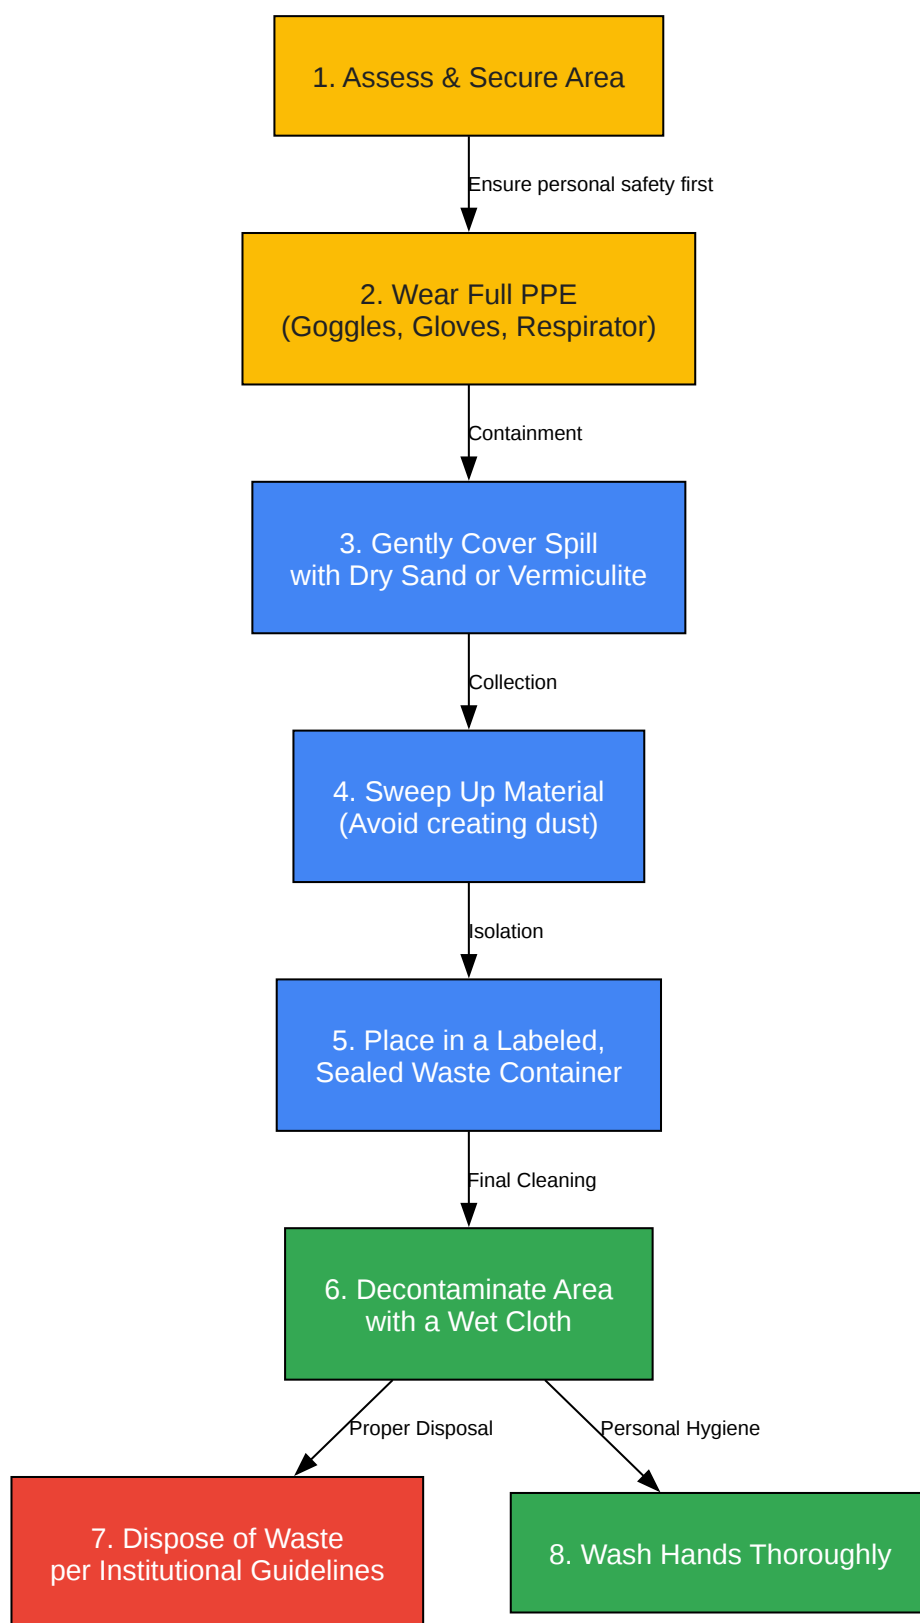 1. Assess & Secure Area
Ensure personal safety first
2. Wear Full PPE
(Goggles, Gloves, Respirator)
Containment
3. Gently Cover Spill
with Dry Sand or Vermiculite
Collection
4. Sweep Up Material
(Avoid creating dust)
Isolation
5. Place in a Labeled,
Sealed Waste Container
Final Cleaning
6. Decontaminate Area
with a Wet Cloth
Proper Disposal
Personal Hygiene
7. Dispose of Waste
per Institutional Guidelines
8. Wash Hands Thoroughly